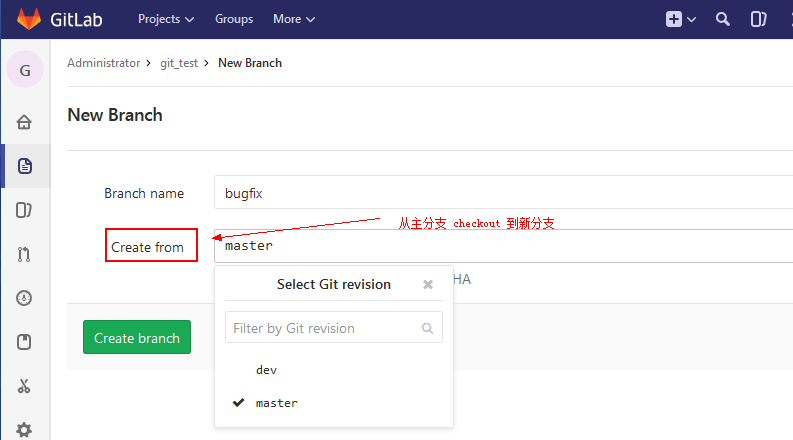 GitLab Projects Groups More
G
Administrator > git_test > New Branch
New Branch
Branch name bugfix
从主分支 checkout 到新分支
Create from master
HA
Select Git revision
Filter by Git revision
Create branch
dev
master